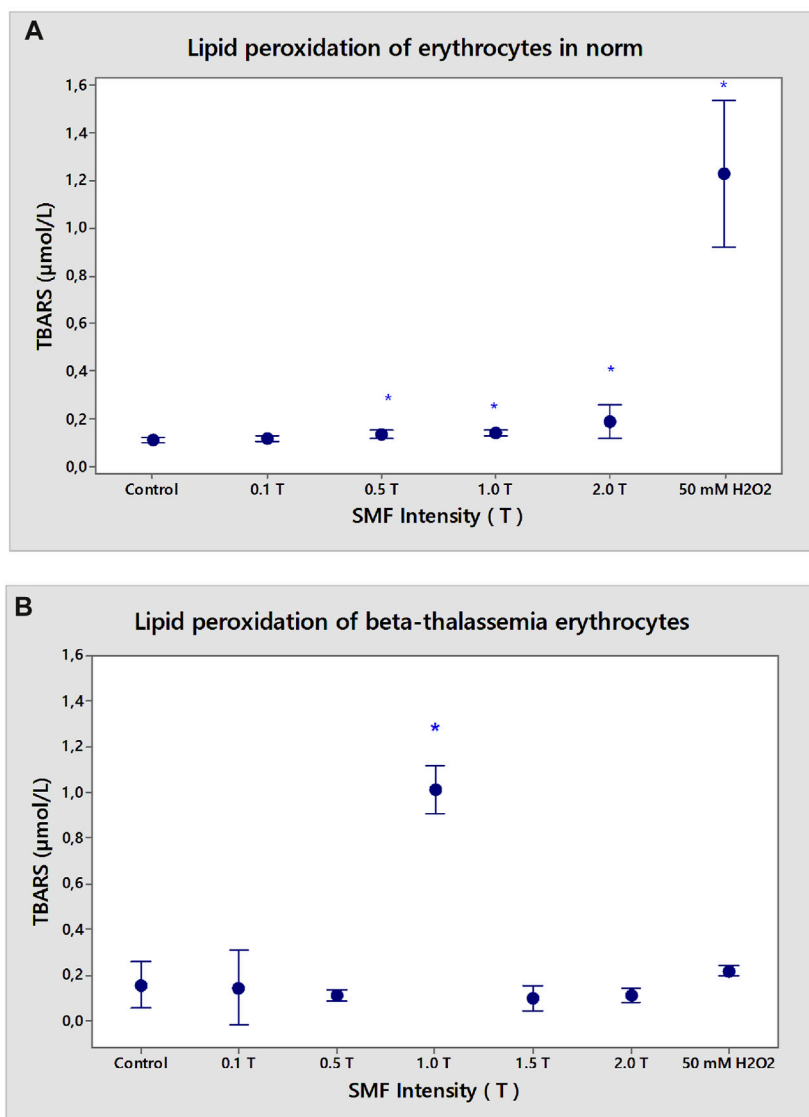 A
Lipid peroxidation of erythrocytes in norm
TBARS (µmol/L)
1,6
1,4
1,2
1,0
0,8
0,6
0,4
0,2
0,0
*
*
*
*
Control 0.1 T 0.5 T 1.0 T 2.0 T 50 mM H2O2
SMF Intensity ( T )
B
Lipid peroxidation of beta-thalassemia erythrocytes
TBARS (µmol/L)
1,6
1,4
1,2
1,0
0,8
0,6
0,4
0,2
0,0
*
Control 0.1 T 0.5 T 1.0 T 1.5 T 2.0 T 50 mM H2O2
SMF Intensity ( T )